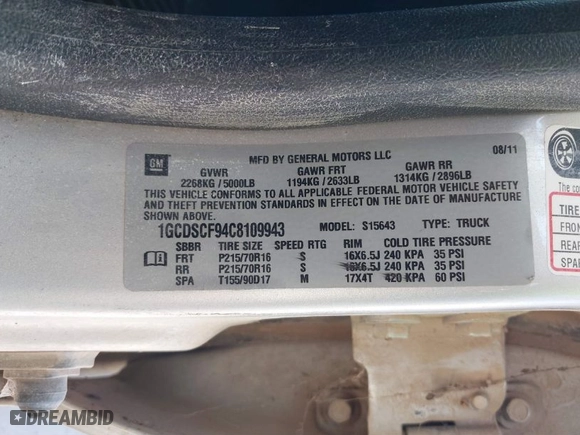 GM
MFD BY GENERAL MOTORS LLC 08/11
GVWR GAWR FRT GAWR RR
2268KG / 5000LB 1194KG / 2633LB 1314KG / 2896LB
THIS VEHICLE CONFORMS TO ALL APPLICABLE FEDERAL MOTOR VEHICLE SAFETY
AND THEFT PREVENTION STANDARDS IN EFFECT ON THE DATE OF MANUFACTURE
SHOWN ABOVE.
1GCDSCF94C8109943 MODEL: S15643 TYPE: TRUCK
SBBR TIRE SIZE SPEED RTG RIM COLD TIRE PRESSURE
FRT P215/70R16 S 16X6.5J 240 KPA 35 PSI
RR P215/70R16 S 16X6.5J 240 KPA 35 PSI
SPA T155/90D17 M 17X4T 420 KPA 60 PSI
TIRE
FRON
REAR
SPAR
DREAMBID